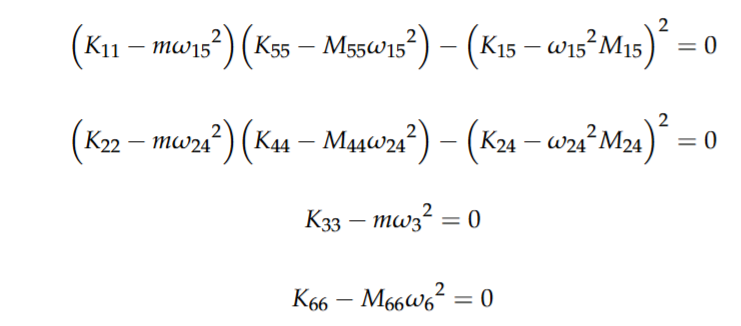 (K₁₁ − mω₁₅²)(K₅₅ − M₅₅ω₁₅²) − (K₁₅ − ω₁₅²M₁₅)² = 0
(K₂₂ − mω₂₄²)(K₄₄ − M₄₄ω₂₄²) − (K₂₄ − ω₂₄²M₂₄)² = 0
K₃₃ − mω₃² = 0
K₆₆ − M₆₆ω₆² = 0